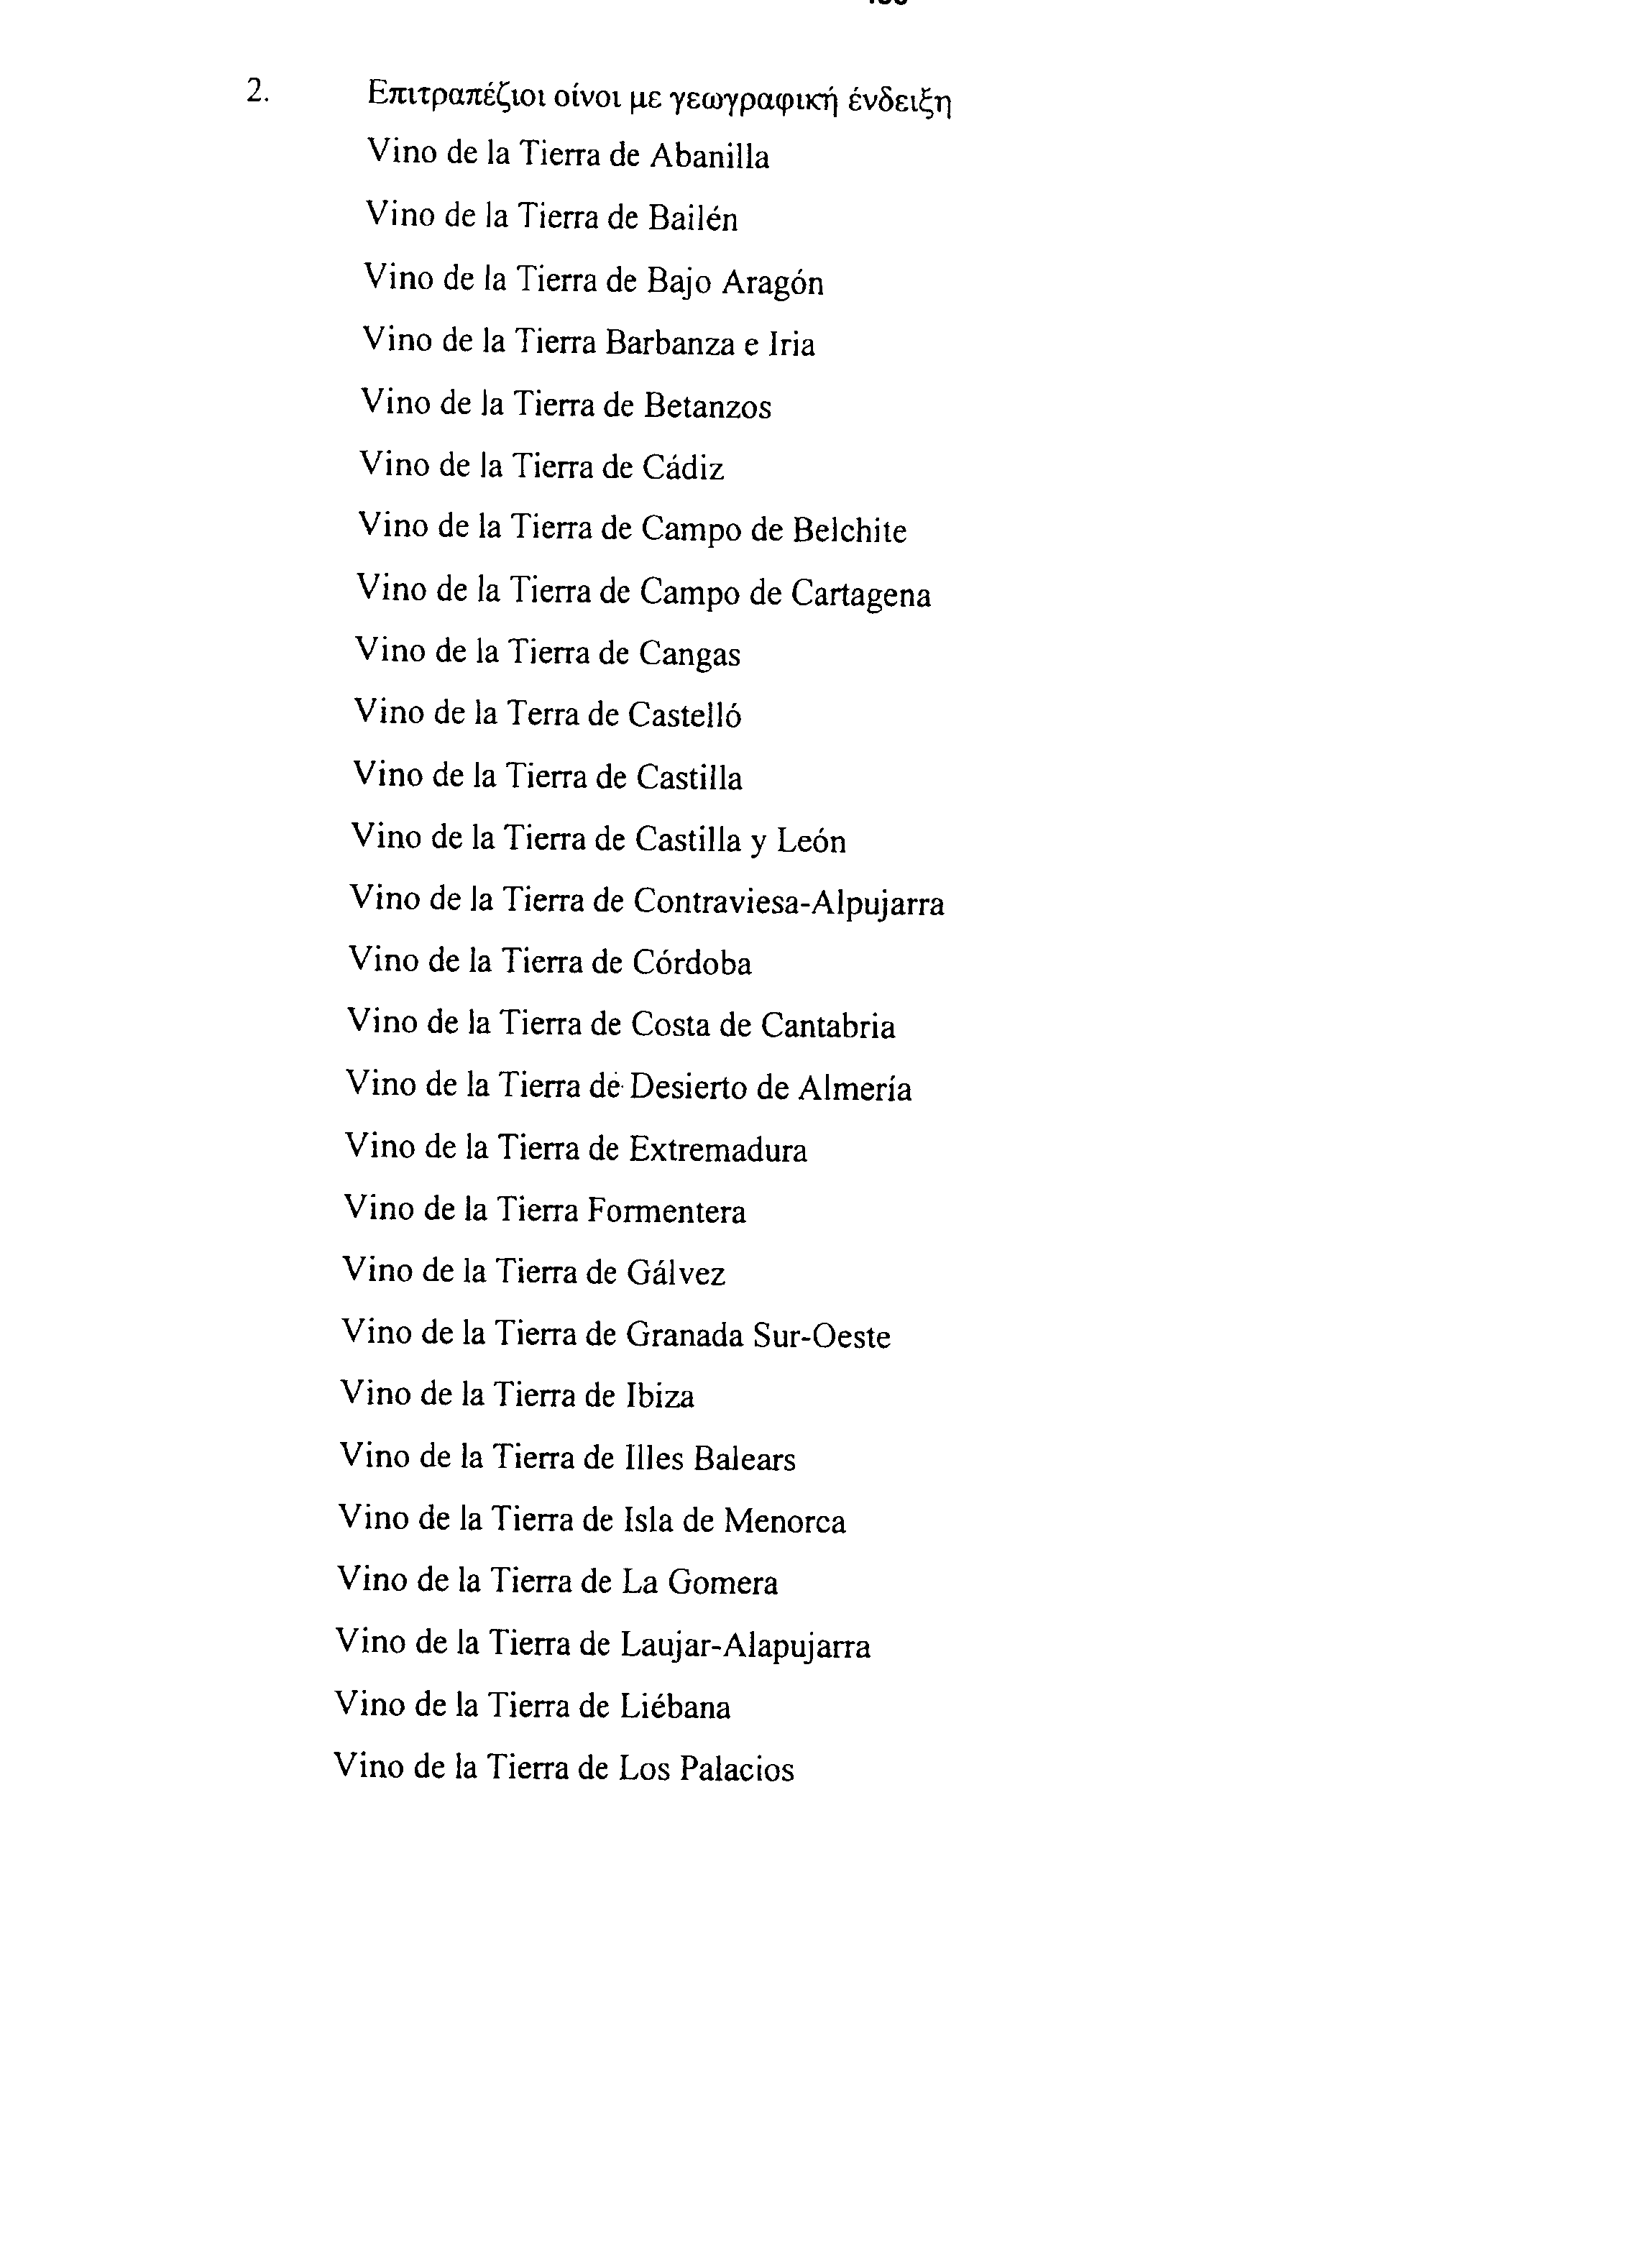 2. Επιτραπέζιοι οίνοι με γεωγραφική ένδειξη
Vino de la Tierra de Abanilla
Vino de la Tierra de Bailén
Vino de la Tierra de Bajo Aragón
Vino de la Tierra Barbanza e Iria
Vino de la Tierra de Betanzos
Vino de la Tierra de Cádiz
Vino de la Tierra de Campo de Belchite
Vino de la Tierra de Campo de Cartagena
Vino de la Tierra de Cangas
Vino de la Terra de Castelló
Vino de la Tierra de Castilla
Vino de la Tierra de Castilla y León
Vino de la Tierra de Contraviesa-Alpujarra
Vino de la Tierra de Córdoba
Vino de la Tierra de Costa de Cantabria
Vino de la Tierra de Desierto de Almería
Vino de la Tierra de Extremadura
Vino de la Tierra Formentera
Vino de la Tierra de Gálvez
Vino de la Tierra de Granada Sur-Oeste
Vino de la Tierra de Ibiza
Vino de la Tierra de Illes Balears
Vino de la Tierra de Isla de Menorca
Vino de la Tierra de La Gomera
Vino de la Tierra de Laujar-Alapujarra
Vino de la Tierra de Liébana
Vino de la Tierra de Los Palacios